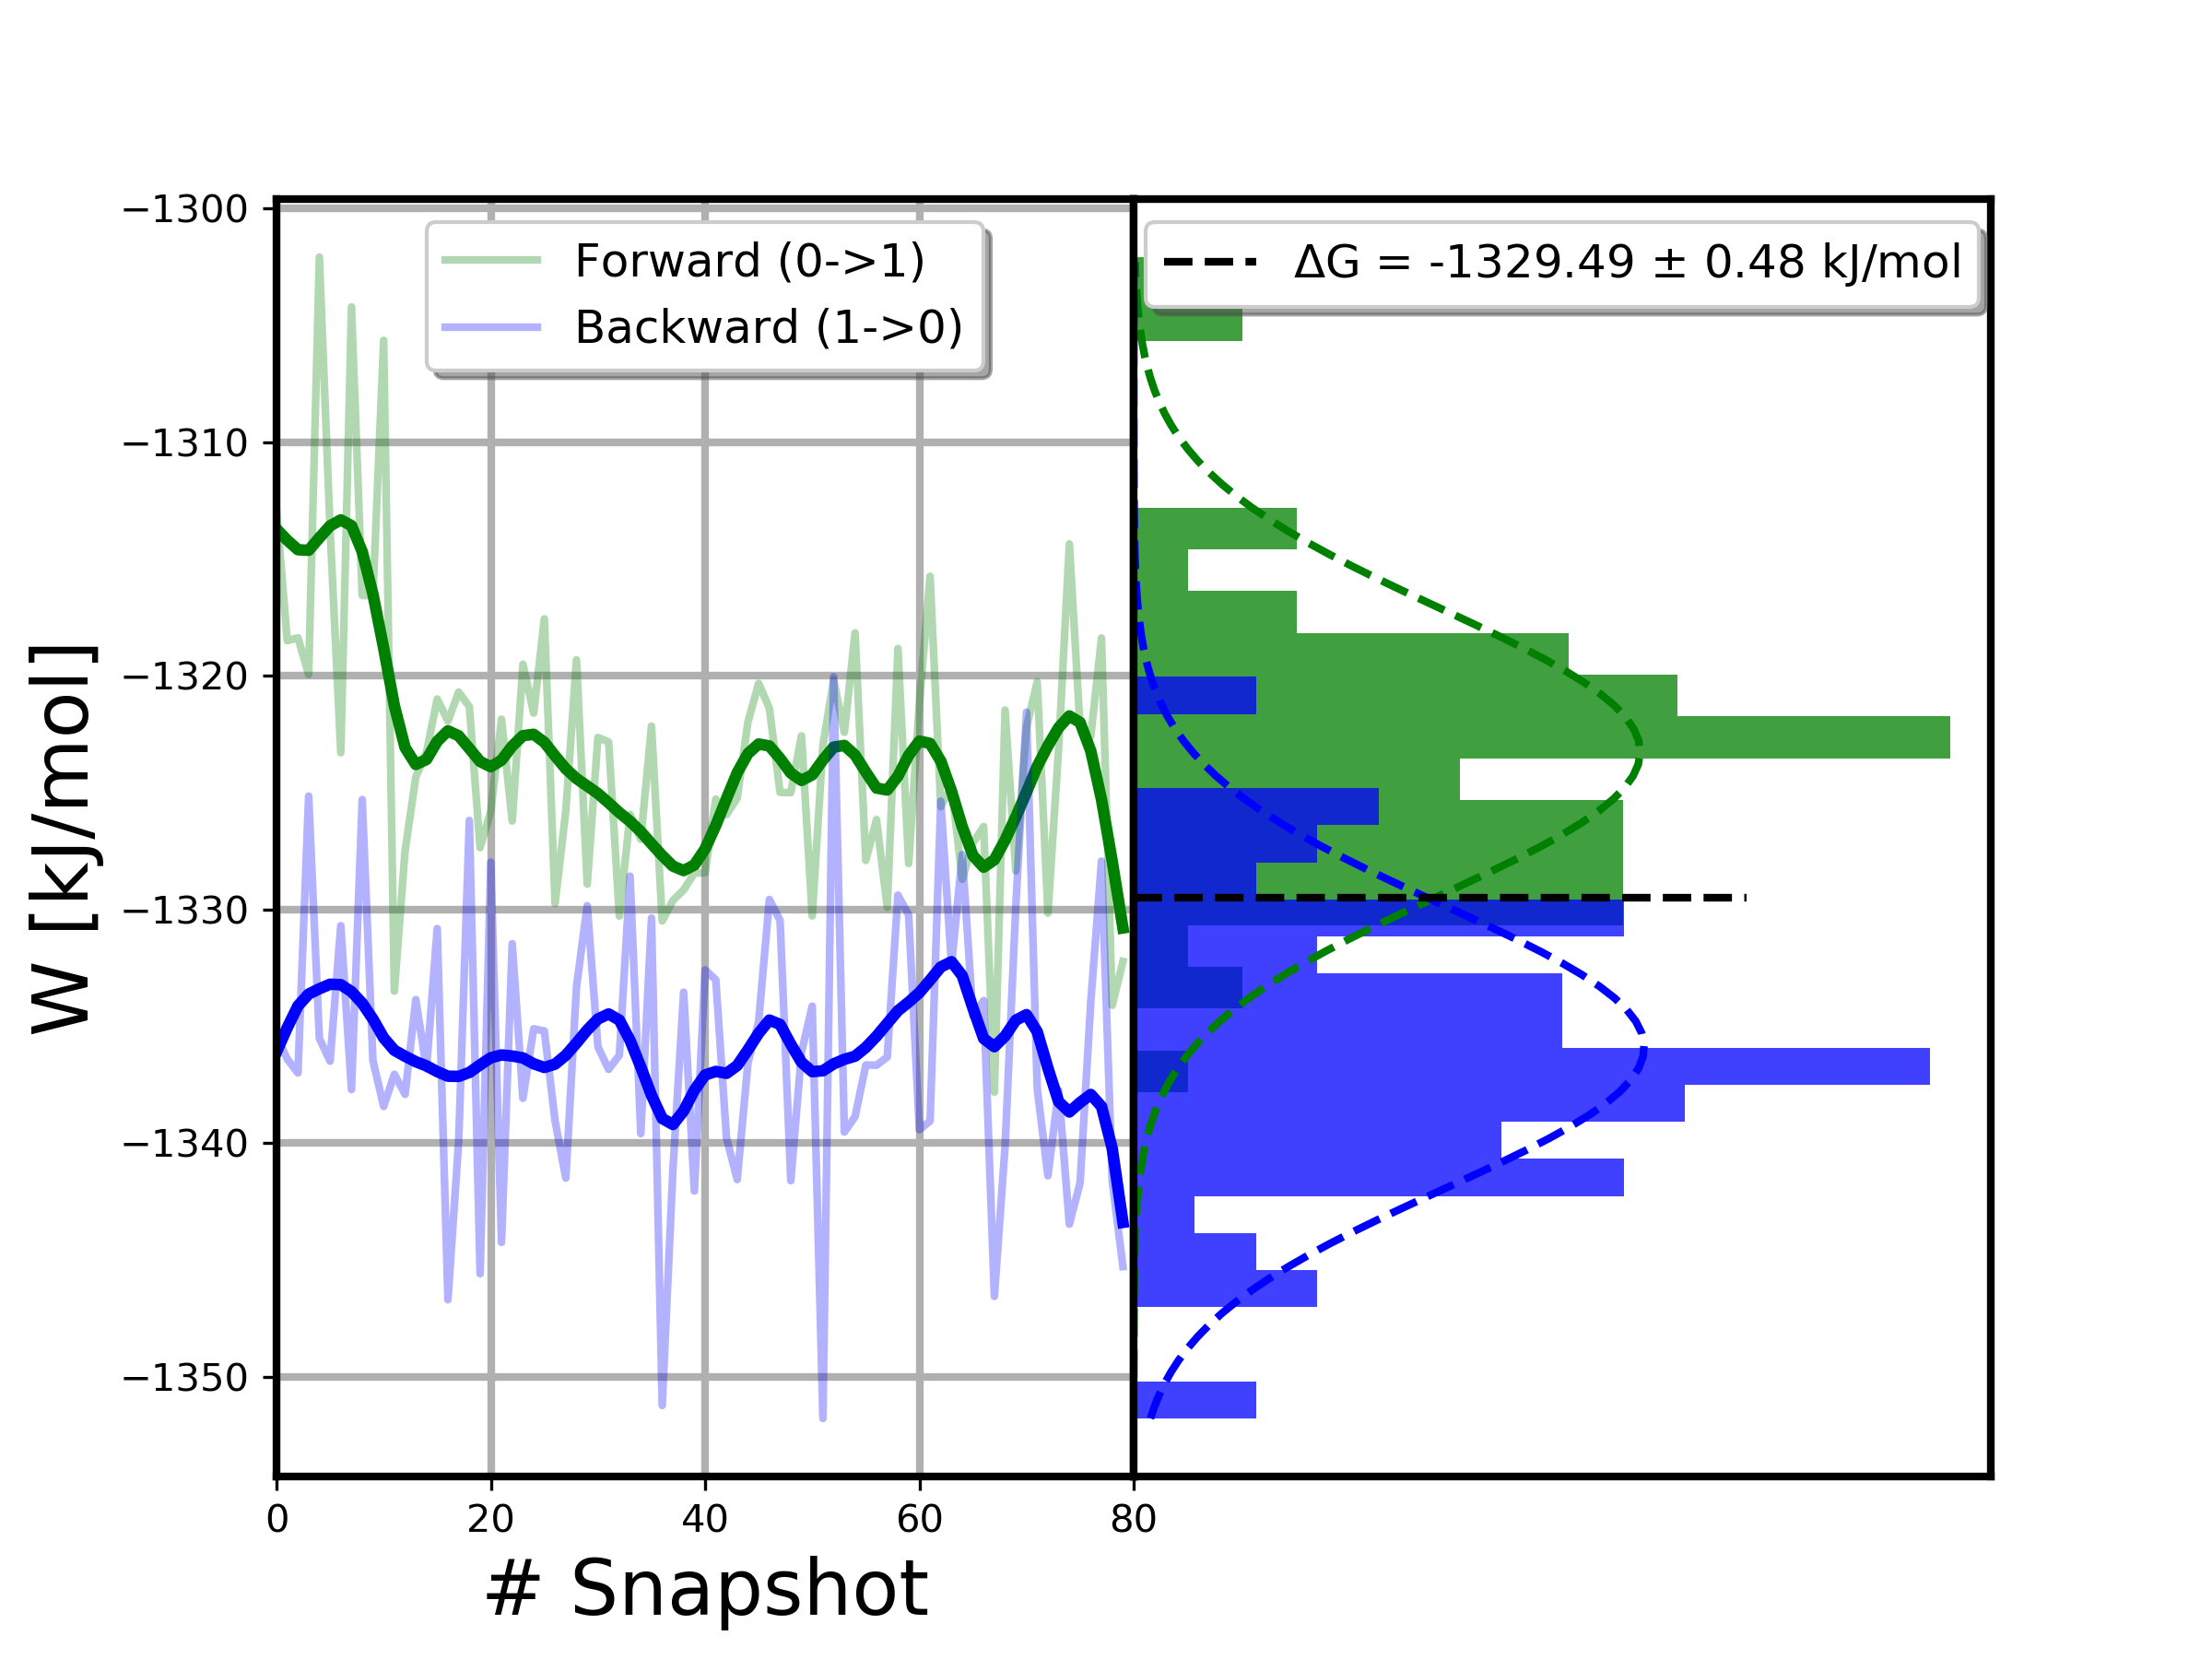 −1300
−1310
−1320
−1330
−1340
−1350
W [kJ/mol]
Forward (0->1)
Backward (1->0)
ΔG = -1329.49 ± 0.48 kJ/mol
0 20 40 60 80
# Snapshot